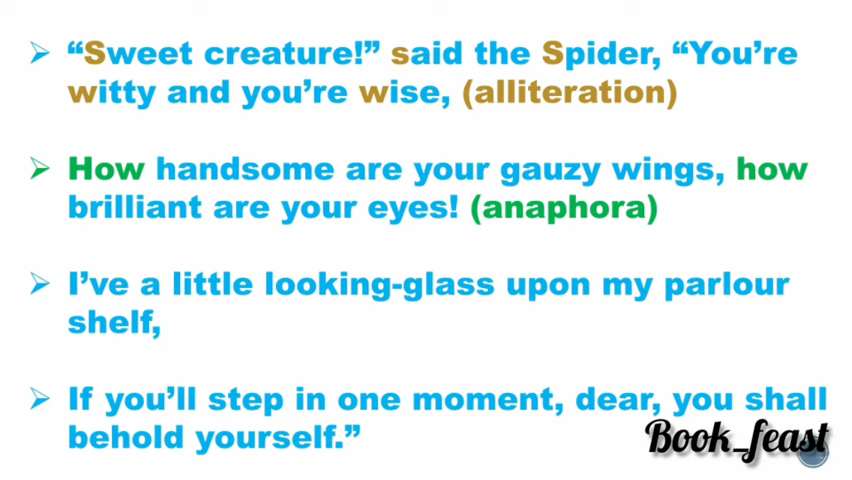 “Sweet creature!” said the Spider, “You’re
witty and you’re wise, (alliteration)
How handsome are your gauzy wings, how
brilliant are your eyes! (anaphora)
I’ve a little looking-glass upon my parlour
shelf,
If you’ll step in one moment, dear, you shall
behold yourself.”
Book_feast